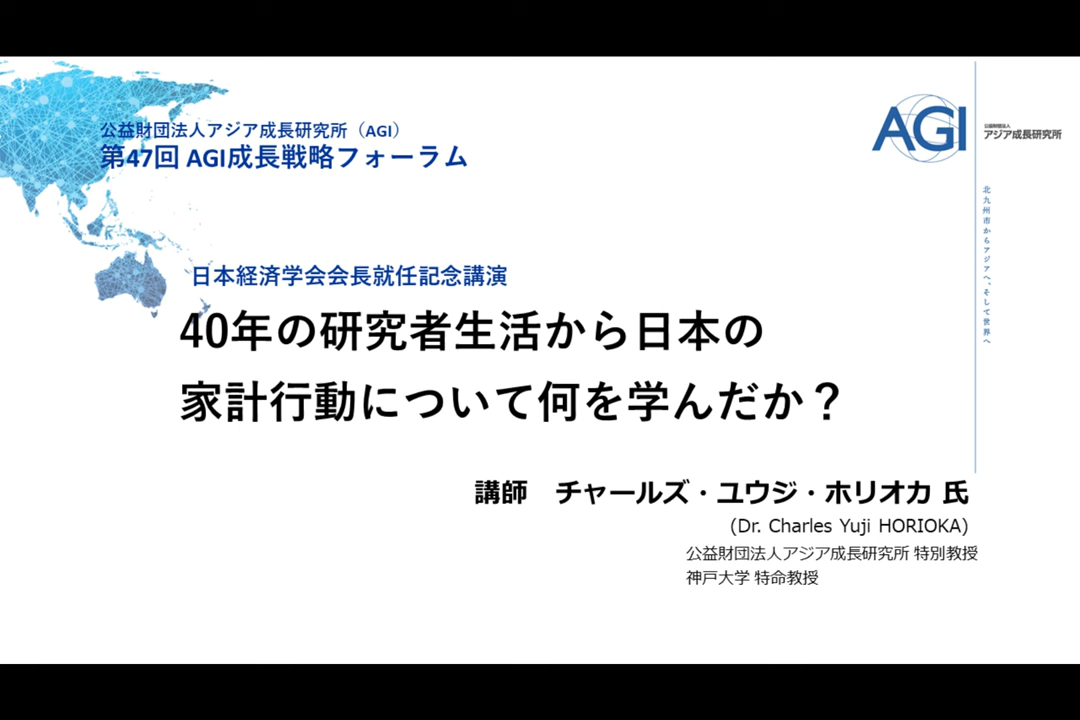 公益財団法人アジア成長研究所（AGI）
第47回 AGI成長戦略フォーラム
AGI
公益財団法人
アジア成長研究所
北九州市からアジアへ、そして世界へ
日本経済学会会長就任記念講演
40年の研究者生活から日本の
家計行動について何を学んだか？
講師　チャールズ・ユウジ・ホリオカ 氏
(Dr. Charles Yuji HORIOKA)
公益財団法人アジア成長研究所 特別教授
神戸大学 特命教授